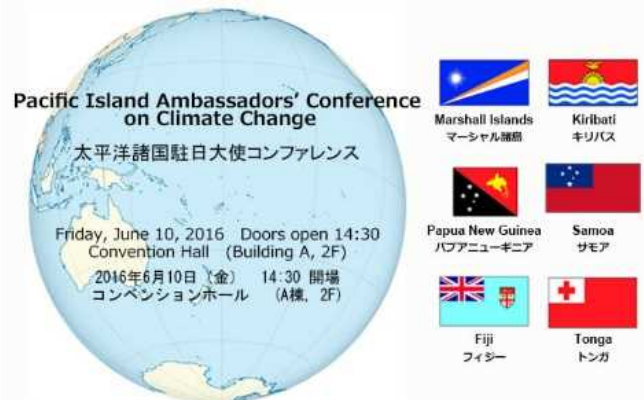 Pacific Island Ambassadors' Conference
on Climate Change
太平洋諸国駐日大使コンファレンス
Friday, June 10, 2016 Doors open 14:30
Convention Hall (Building A, 2F)
2016年6月10日 (金) 14:30 開場
コンベンションホール (A棟, 2F)
Marshall Islands
マーシャル諸島
Kiribati
キリバス
Papua New Guinea
パプアニューギニア
Samoa
サモア
Fiji
フィジー
Tonga
トンガ